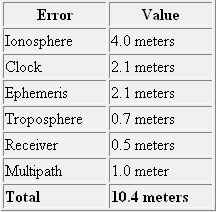 Error Value
Ionosphere 4.0 meters
Clock 2.1 meters
Ephemeris 2.1 meters
Troposphere 0.7 meters
Receiver 0.5 meters
Multipath 1.0 meter
Total 10.4 meters